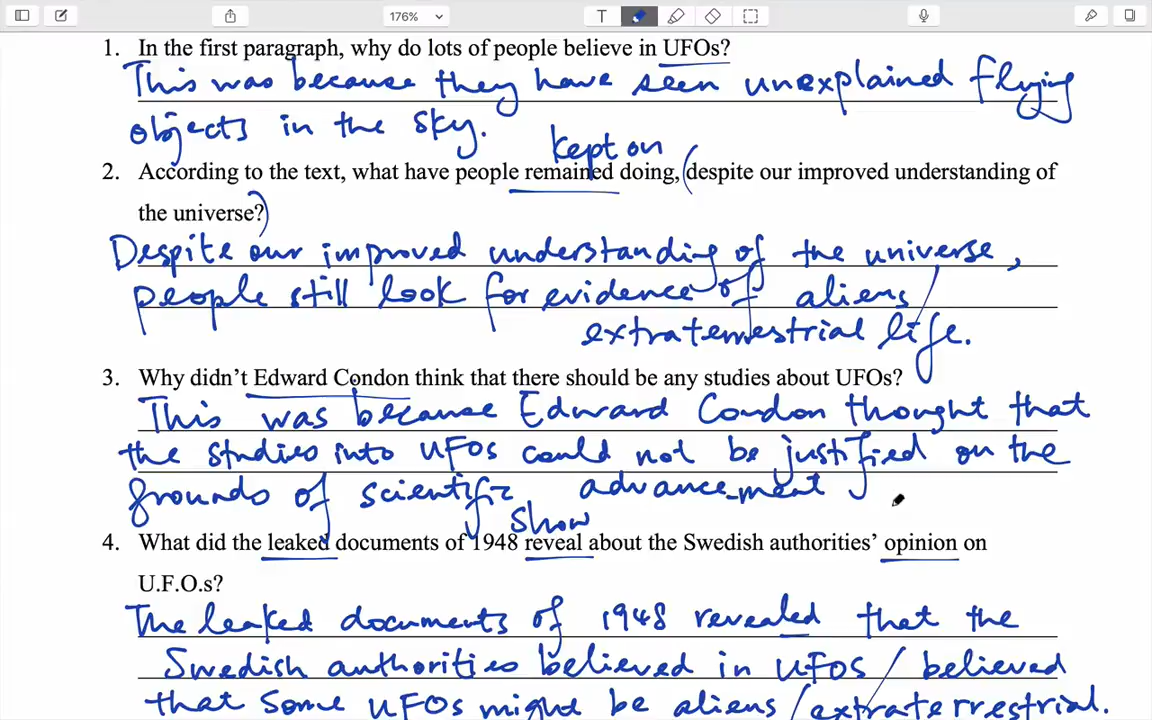 176%
1. In the first paragraph, why do lots of people believe in UFOs?
This was because they have seen unexplained flying
objects in the sky.
kept on
2. According to the text, what have people remained doing, (despite our improved understanding of
the universe?)
Despite our improved understanding of the universe,
people still look for evidence of aliens/
extraterrestrial life.
3. Why didn't Edward Condon think that there should be any studies about UFOs?
This was because Edward Condon thought that
the studies into UFOs could not be justified on the
grounds of scientific advancement
show
4. What did the leaked documents of 1948 reveal about the Swedish authorities' opinion on
U.F.O.s?
The leaked documents of 1948 revealed that the
Swedish authorities believed in UFOs / believed
that some UFOs might be aliens / extraterrestrial.